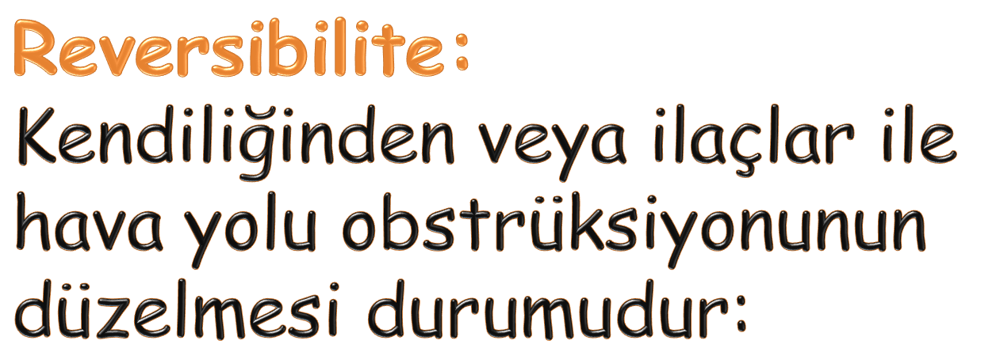 Reversibilite:
Kendiliğinden veya ilaçlar ile
hava yolu obstrüksiyonunun
düzelmesi durumudur: